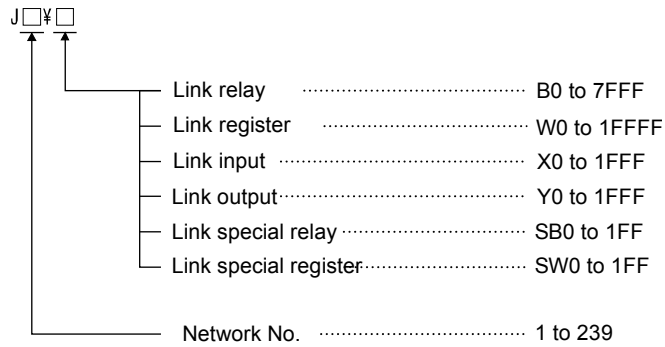 J□¥□
Link relay B0 to 7FFF
Link register W0 to 1FFFF
Link input X0 to 1FFF
Link output Y0 to 1FFF
Link special relay SB0 to 1FF
Link special register SW0 to 1FF
Network No. 1 to 239